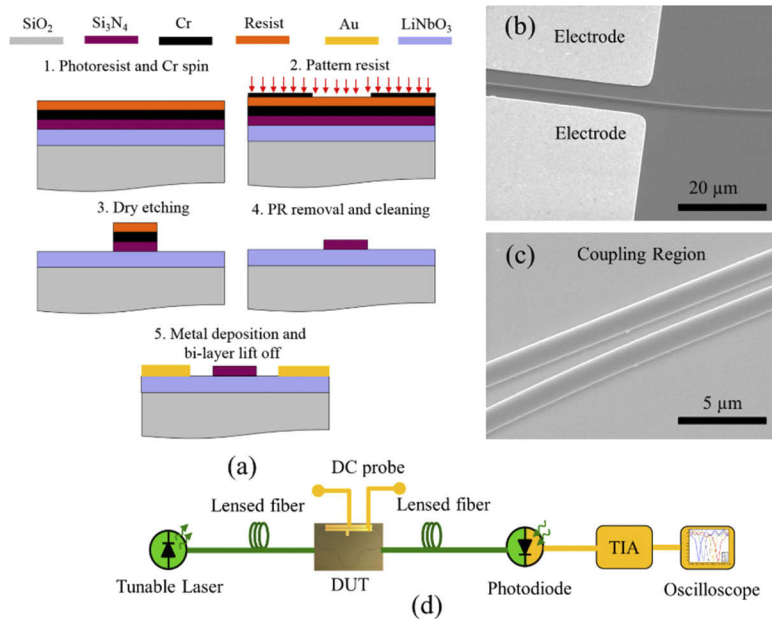 SiO2 Si3N4 Cr Resist Au LiNbO3
1. Photoresist and Cr spin
2. Pattern resist
3. Dry etching
4. PR removal and cleaning
5. Metal deposition and
bi-layer lift off
(a)
(b)
Electrode
Electrode
20 µm
(c)
Coupling Region
5 µm
DC probe
Lensed fiber
Lensed fiber
TIA
Tunable Laser
DUT
Photodiode
Oscilloscope
(d)